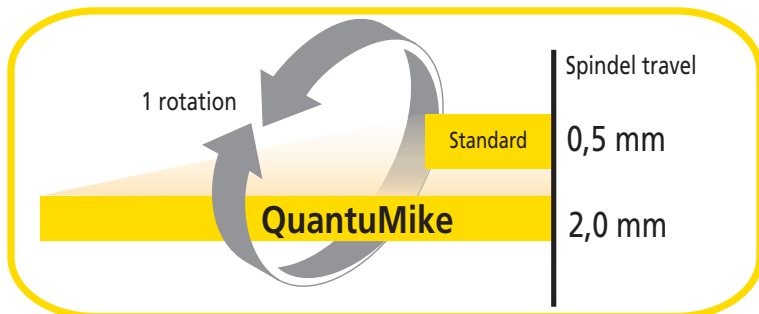 Spindel travel
1 rotation
Standard
0,5 mm
QuantuMike
2,0 mm